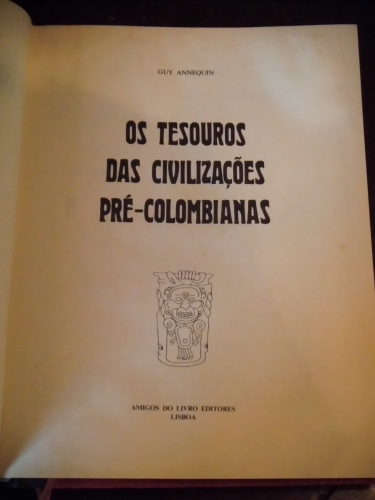 GUY ANNEQUIN
OS TESOUROS
DAS CIVILIZAÇÕES
PRÉ-COLOMBIANAS
AMIGOS DO LIVRO EDITORES
LISBOA